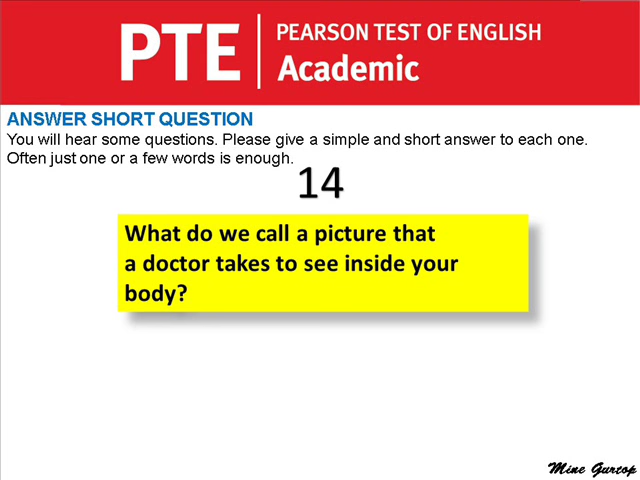 PTE
PEARSON TEST OF ENGLISH
Academic
ANSWER SHORT QUESTION
You will hear some questions. Please give a simple and short answer to each one.
Often just one or a few words is enough.
14
What do we call a picture that
a doctor takes to see inside your
body?
Mine Gurtop